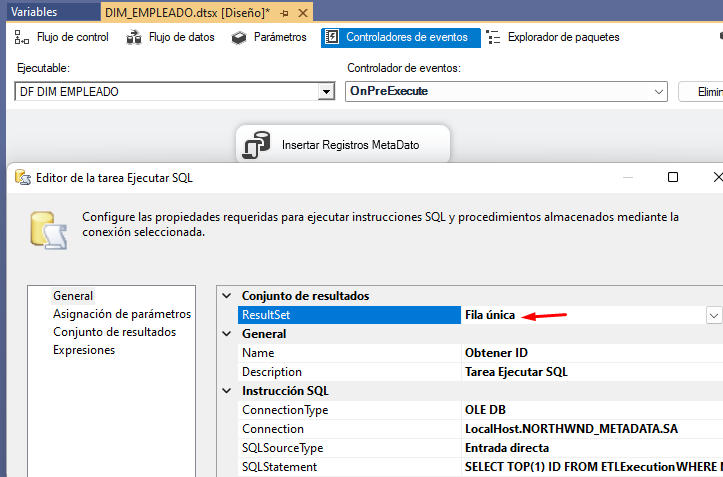 Variables
DIM_EMPLEADO.dtsx [Diseño]*
Flujo de control
Flujo de datos
Parámetros
Controladores de eventos
Explorador de paquetes
Ejecutable:
Controlador de eventos:
DF DIM EMPLEADO
OnPreExecute
Elimin
Insertar Registros MetaDato
Editor de la tarea Ejecutar SQL
Configure las propiedades requeridas para ejecutar instrucciones SQL y procedimientos almacenados mediante la
conexión seleccionada.
General
Asignación de parámetros
Conjunto de resultados
Expresiones
Conjunto de resultados
ResultSet Fila única
General
Name Obtener ID
Description Tarea Ejecutar SQL
Instrucción SQL
ConnectionType OLE DB
Connection LocalHost.NORTHWND_METADATA.SA
SQLSourceType Entrada directa
SQLStatement SELECT TOP(1) ID FROM ETLExecutionWHERE